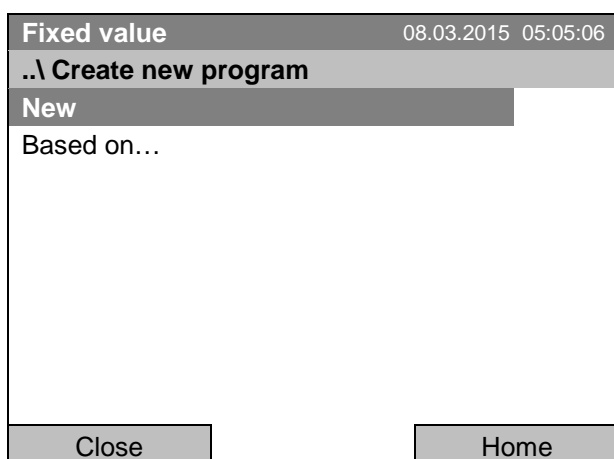 Fixed value 08.03.2015 05:05:06
..\ Create new program
New
Based on…
Close Home